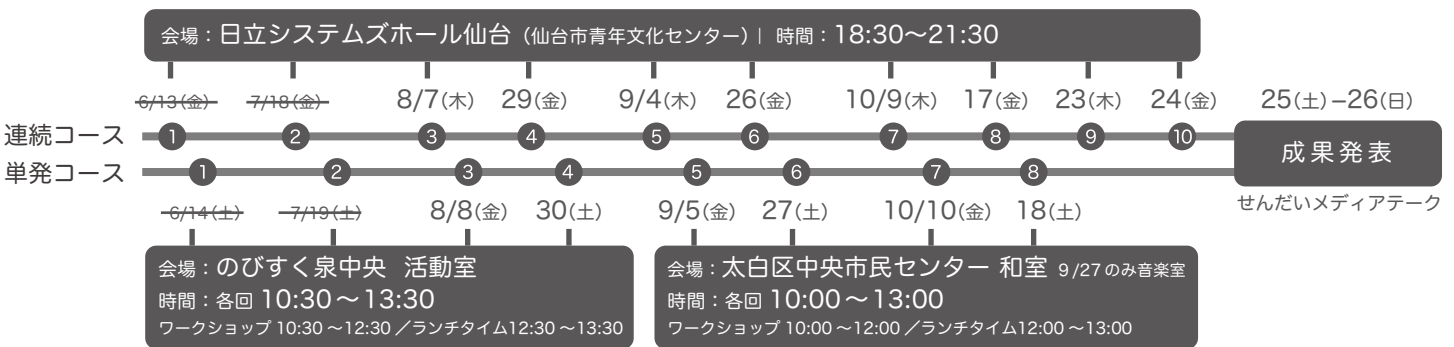 会場：日立システムズホール仙台（仙台市青年文化センター）| 時間：18:30〜21:30
6/13(金) 7/18(金) 8/7(木) 29(金) 9/4(木) 26(金) 10/9(木) 17(金) 23(木) 24(金) 25(土)–26(日)
連続コース 1 2 3 4 5 6 7 8 9 10
成果発表
単発コース 1 2 3 4 5 6 7 8
せんだいメディアテーク
6/14(土) 7/19(土) 8/8(金) 30(土) 9/5(金) 27(土) 10/10(金) 18(土)
会場：のびすく泉中央 活動室
時間：各回 10:30〜13:30
ワークショップ 10:30〜12:30／ランチタイム12:30〜13:30
会場：太白区中央市民センター 和室 9/27のみ音楽室
時間：各回 10:00〜13:00
ワークショップ 10:00〜12:00／ランチタイム12:00〜13:00